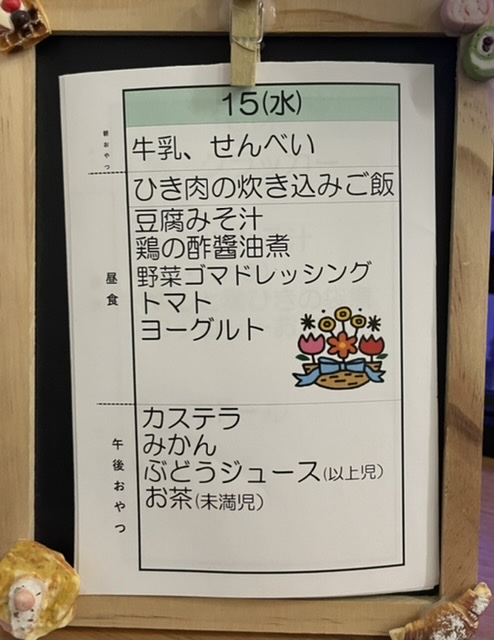 15(水)
朝おやつ
牛乳、せんべい
昼食
ひき肉の炊き込みご飯
豆腐みそ汁
鶏の酢醬油煮
野菜ゴマドレッシング
トマト
ヨーグルト
午後おやつ
カステラ
みかん
ぶどうジュース(以上児)
お茶(未満児)